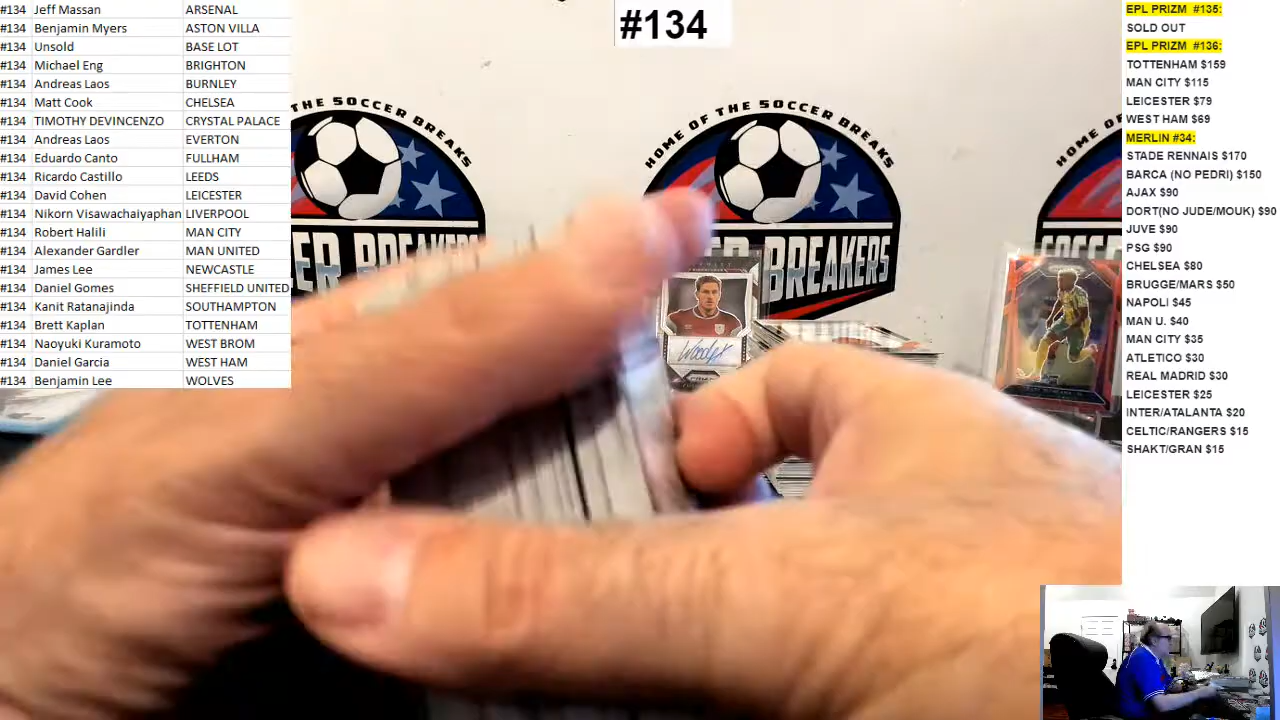 #134 Jeff Massan ARSENAL
#134 Benjamin Myers ASTON VILLA
#134 Unsold BASE LOT
#134 Michael Eng BRIGHTON
#134 Andreas Laos BURNLEY
#134 Matt Cook CHELSEA
#134 TIMOTHY DEVINCENZO CRYSTAL PALACE
#134 Andreas Laos EVERTON
#134 Eduardo Canto FULLHAM
#134 Ricardo Castillo LEEDS
#134 David Cohen LEICESTER
#134 Nikorn Visawachaiyaphan LIVERPOOL
#134 Robert Halili MAN CITY
#134 Alexander Gardler MAN UNITED
#134 James Lee NEWCASTLE
#134 Daniel Gomes SHEFFIELD UNITED
#134 Kanit Ratanajinda SOUTHAMPTON
#134 Brett Kaplan TOTTENHAM
#134 Naoyuki Kuramoto WEST BROM
#134 Daniel Garcia WEST HAM
#134 Benjamin Lee WOLVES
#134
THE SOCCER BREAKS
CER BREAKERS
HOME OF THE SOCCER BREAKS
BREAKERS
HOME OF
SOCC
EPL PRIZM #135:
SOLD OUT
EPL PRIZM #136:
TOTTENHAM $159
MAN CITY $115
LEICESTER $79
WEST HAM $69
MERLIN #34:
STADE RENNAIS $170
BARCA (NO PEDRI) $150
AJAX $90
DORT(NO JUDE/MOUK) $90
JUVE $90
PSG $90
CHELSEA $80
BRUGGE/MARS $50
NAPOLI $45
MAN U. $40
MAN CITY $35
ATLETICO $30
REAL MADRID $30
LEICESTER $25
INTER/ATALANTA $20
CELTIC/RANGERS $15
SHAKT/GRAN $15